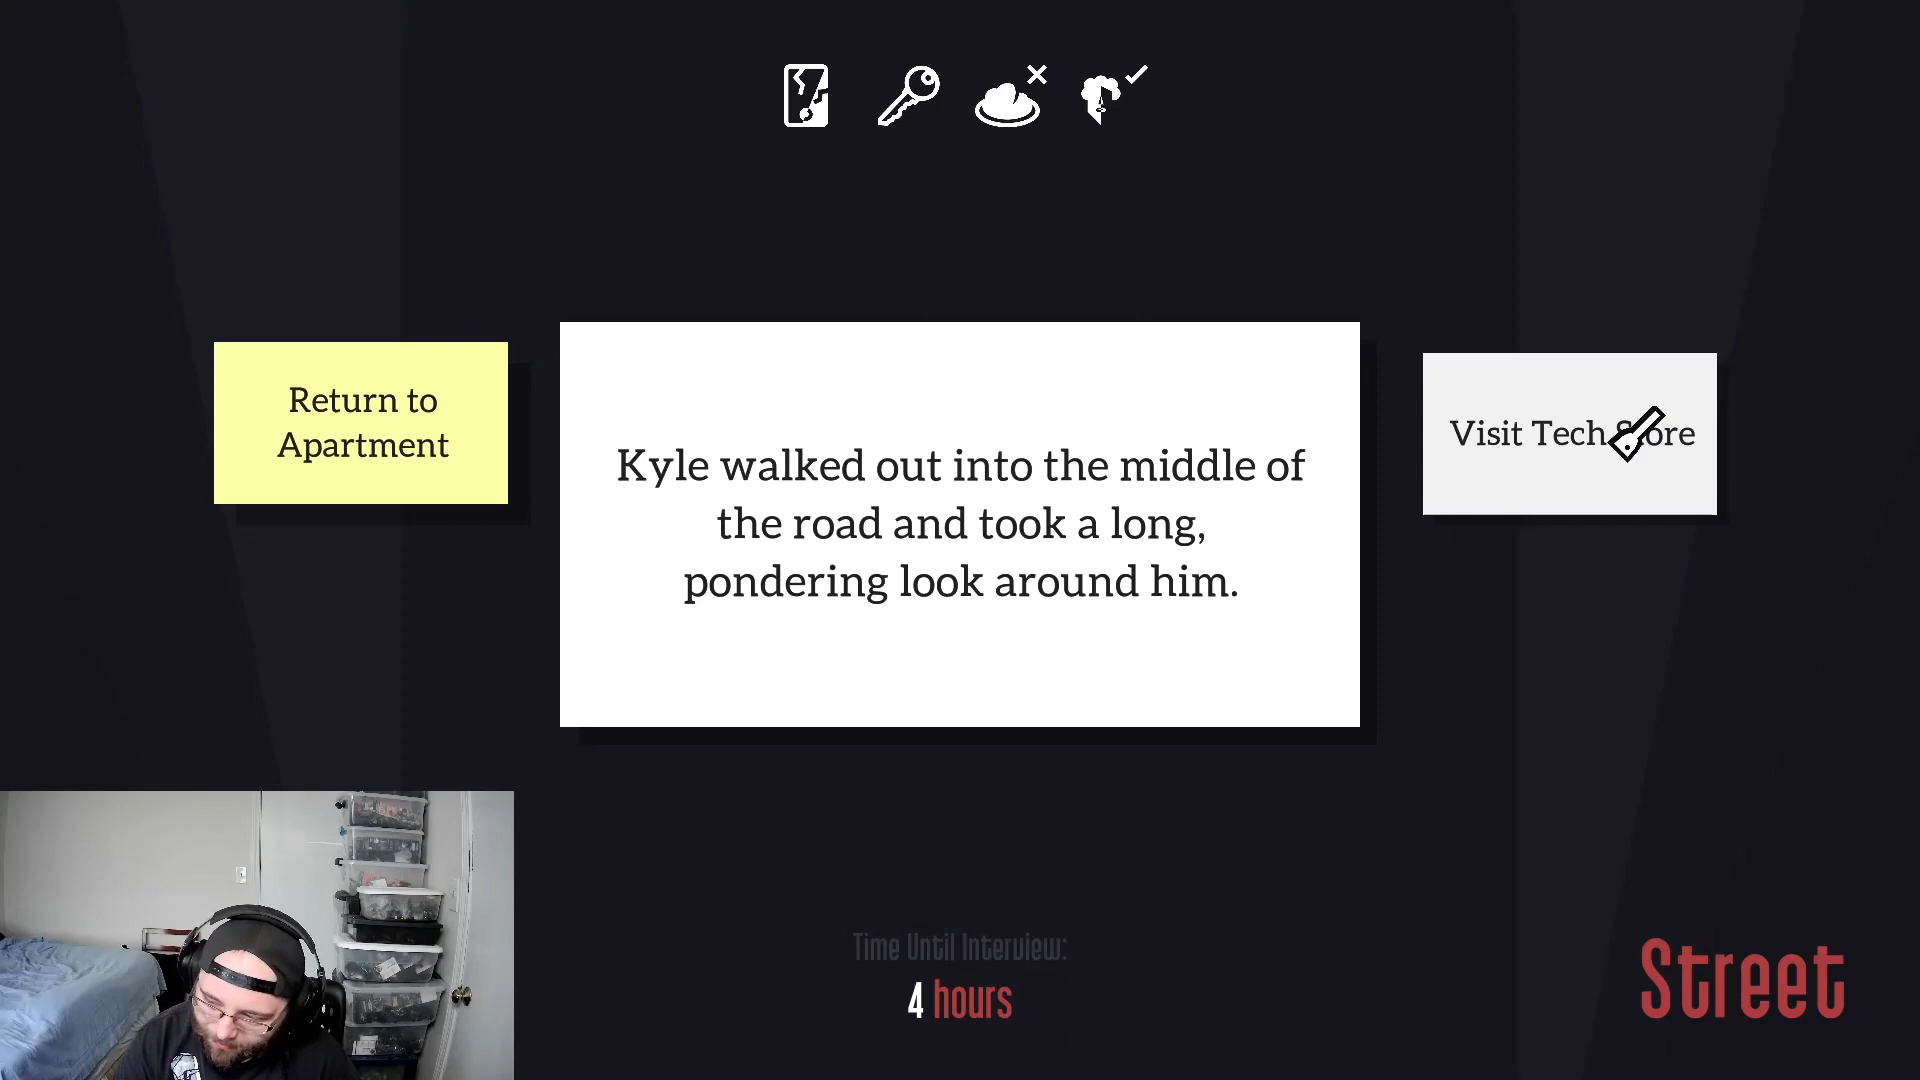 Return to
Apartment
Kyle walked out into the middle of
the road and took a long,
pondering look around him.
Visit Tech Store
Time Until Interview:
4 hours
Street